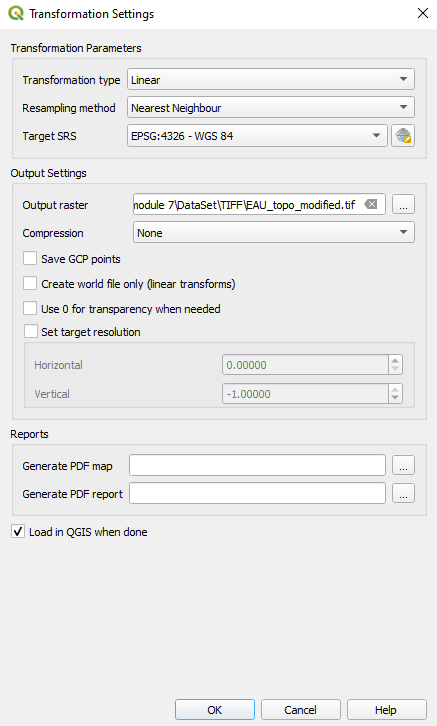 Transformation Settings
Transformation Parameters
Transformation type Linear
Resampling method Nearest Neighbour
Target SRS EPSG:4326 - WGS 84
Output Settings
Output raster module 7\DataSet\TIFF\EAU_topo_modified.tif ...
Compression None
Save GCP points
Create world file only (linear transforms)
Use 0 for transparency when needed
Set target resolution
Horizontal 0.00000
Vertical -1.00000
Reports
Generate PDF map ...
Generate PDF report ...
Load in QGIS when done
OK Cancel Help